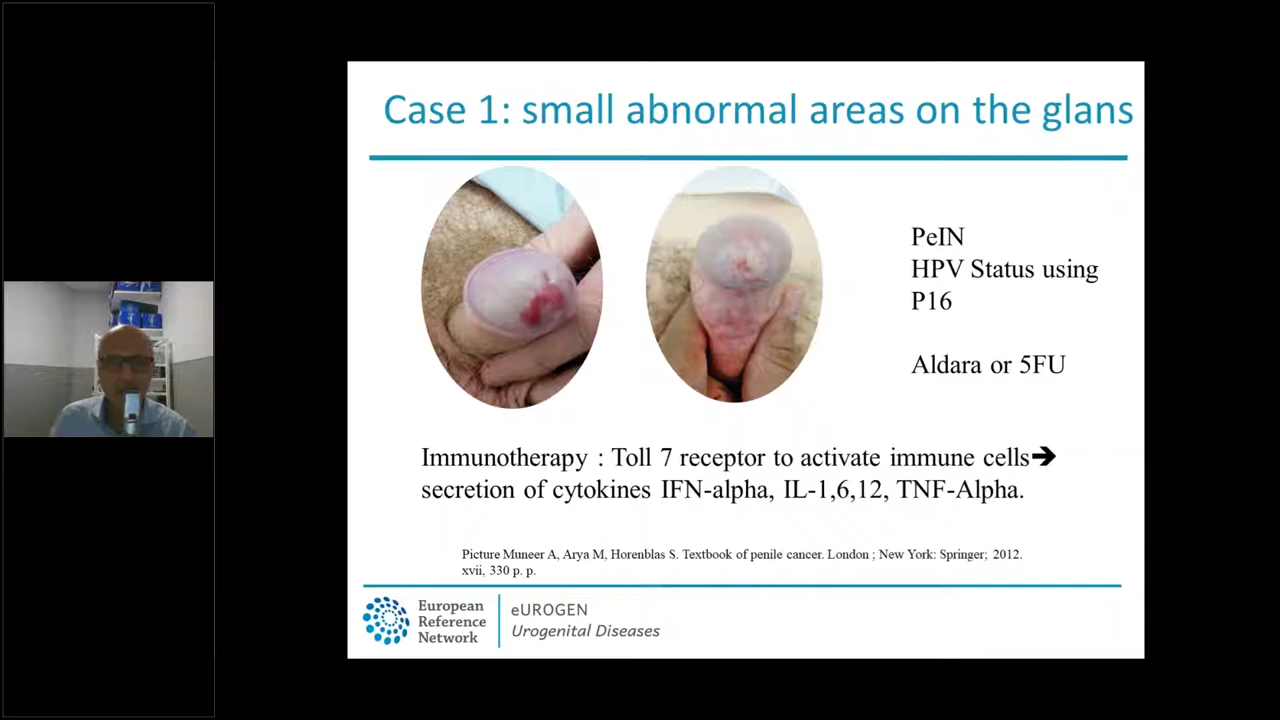 Case 1: small abnormal areas on the glans
PeIN
HPV Status using
P16
Aldara or 5FU
Immunotherapy : Toll 7 receptor to activate immune cells➔
secretion of cytokines IFN-alpha, IL-1,6,12, TNF-Alpha.
Picture Muneer A, Arya M, Horenblas S. Textbook of penile cancer. London ; New York: Springer; 2012.
xvii, 330 p. p.
European
Reference
Network
eUROGEN
Urogenital Diseases